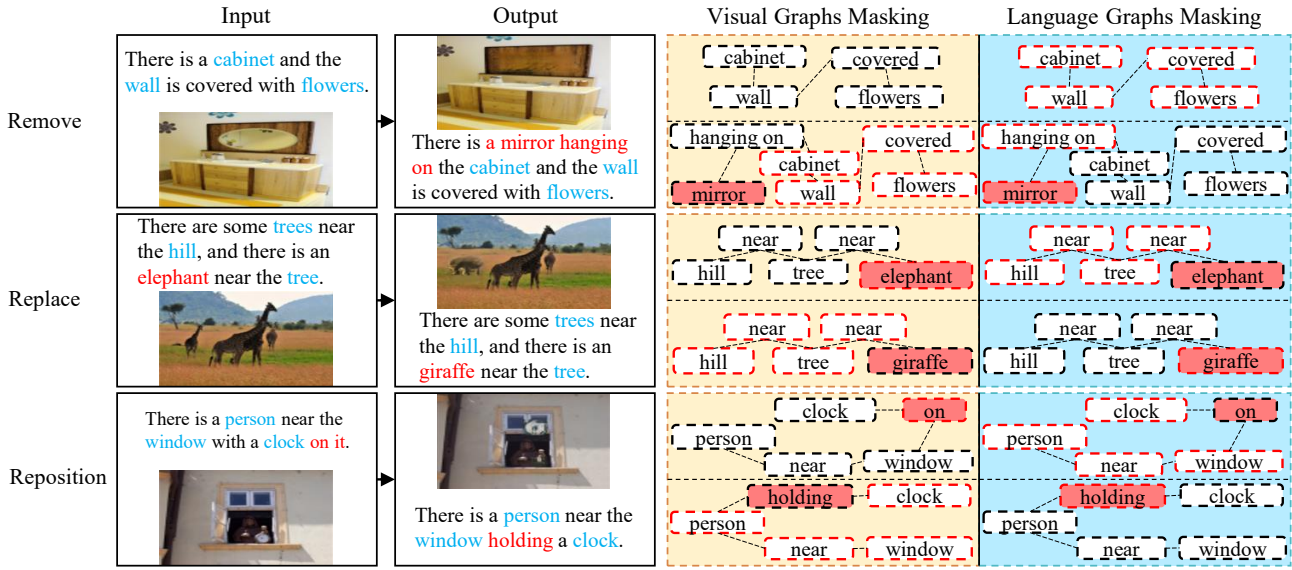 Input
Output
Visual Graphs Masking
Language Graphs Masking
Remove
There is a cabinet and the
wall is covered with flowers.
There is a mirror hanging
on the cabinet and the wall
is covered with flowers.
cabinet
covered
wall
flowers
hanging on
covered
cabinet
mirror
wall
flowers
cabinet
covered
wall
flowers
hanging on
covered
cabinet
mirror
wall
flowers
Replace
There are some trees near
the hill, and there is an
elephant near the tree.
There are some trees near
the hill, and there is an
giraffe near the tree.
near
near
hill
tree
elephant
near
near
hill
tree
giraffe
near
near
hill
tree
elephant
near
near
hill
tree
giraffe
Reposition
There is a person near the
window with a clock on it.
There is a person near the
window holding a clock.
clock
on
person
near
window
holding
clock
person
near
window
clock
on
person
near
window
holding
clock
person
near
window